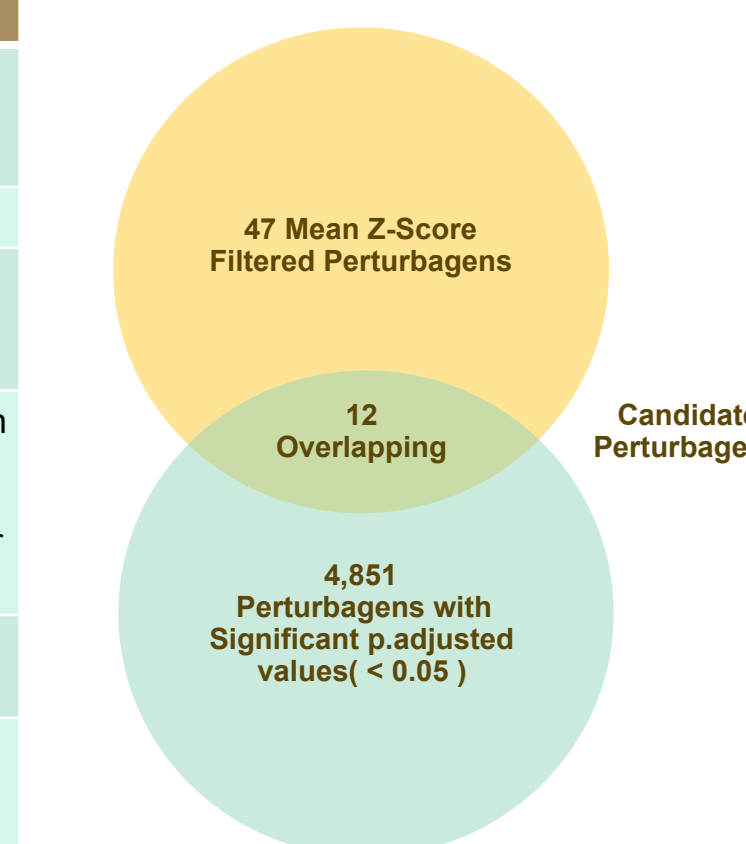 47 Mean Z-Score
Filtered Perturbagens
12
Overlapping
4,851
Perturbagens with
Significant p.adjusted
values( < 0.05 )